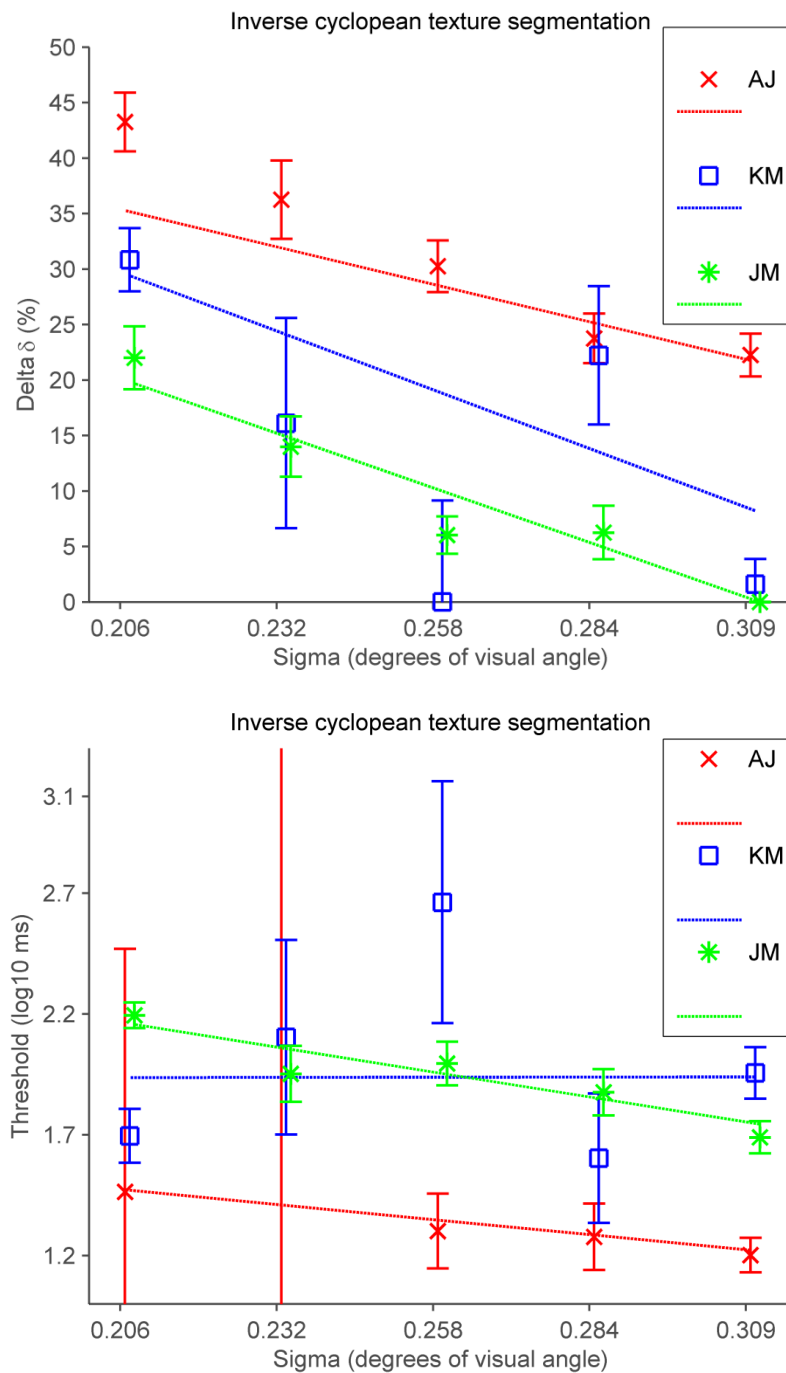 Inverse cyclopean texture segmentation
50
45
40
35
30
25
20
15
10
5
0
Delta δ (%)
0.206 0.232 0.258 0.284 0.309
Sigma (degrees of visual angle)
AJ
KM
JM
Inverse cyclopean texture segmentation
3.1
2.7
2.2
1.7
1.2
Threshold (log10 ms)
0.206 0.232 0.258 0.284 0.309
Sigma (degrees of visual angle)
AJ
KM
JM